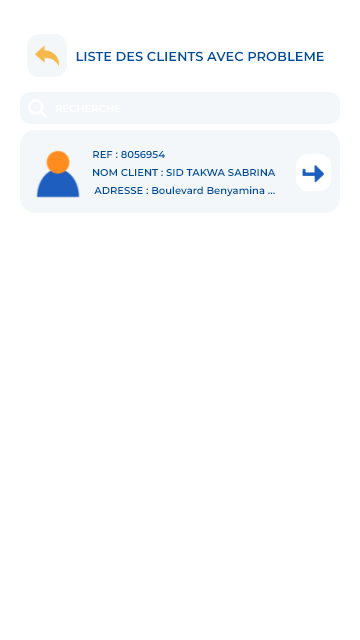 LISTE DES CLIENTS AVEC PROBLEME
RECHERCHE
REF : 8056954
NOM CLIENT : SID TAKWA SABRINA
ADRESSE : Boulevard Benyamina ...